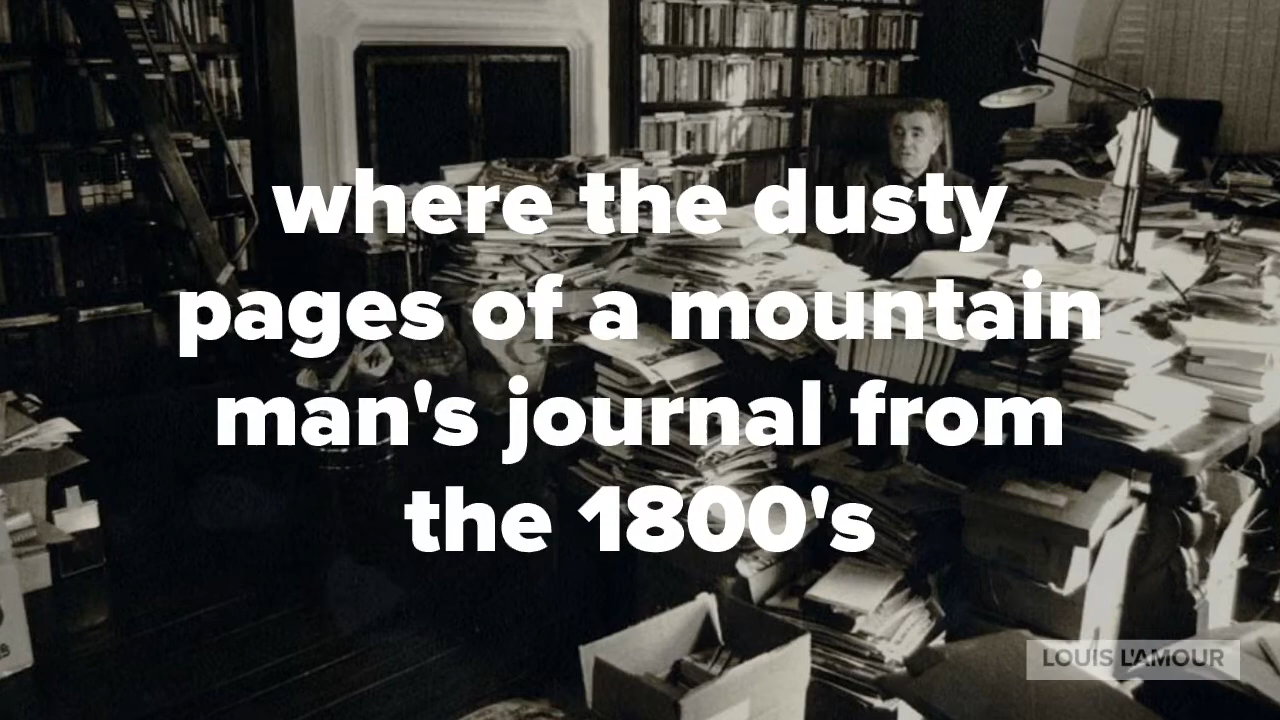 where the dusty
pages of a mountain
man's journal from
the 1800's
LOUIS L'AMOUR